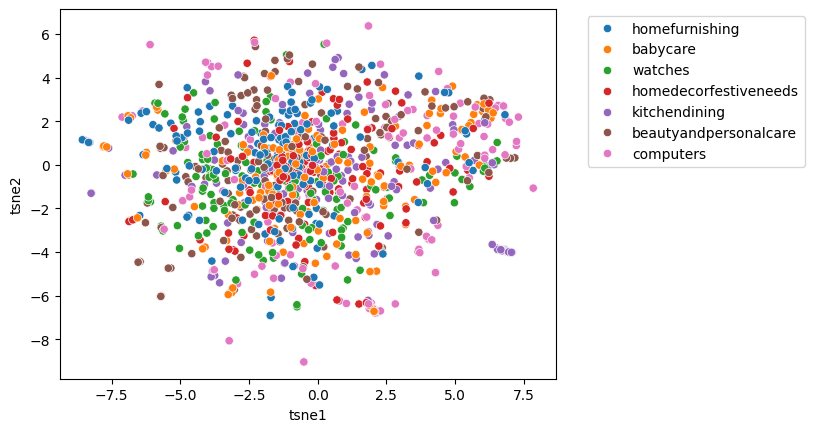 6
4
2
0
−2
−4
−6
−8
tsne2
−7.5 −5.0 −2.5 0.0 2.5 5.0 7.5
tsne1
homefurnishing
babycare
watches
homedecorfestiveneeds
kitchendining
beautyandpersonalcare
computers